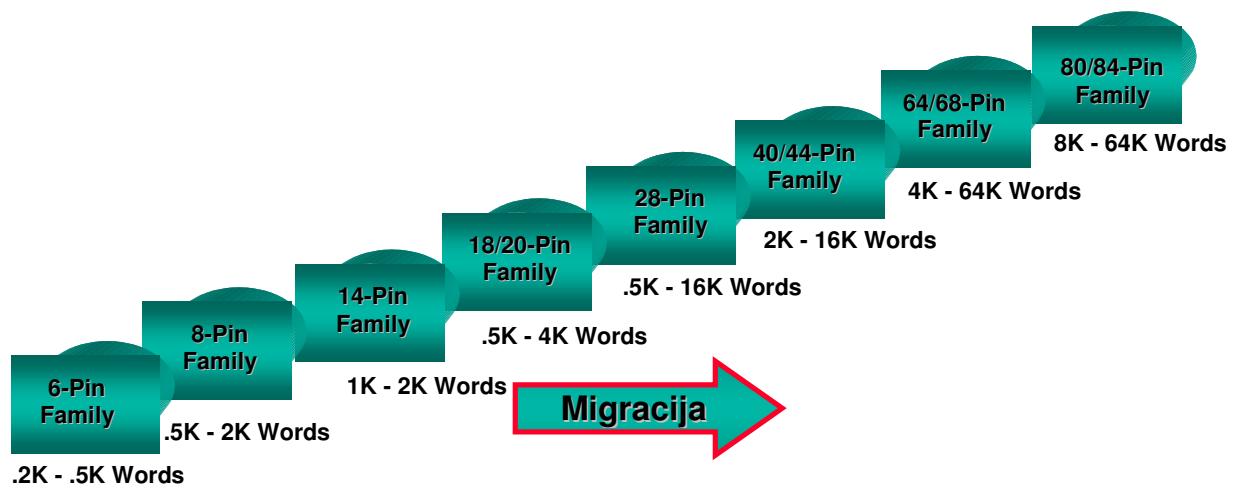 6-Pin
Family
.2K - .5K Words
8-Pin
Family
.5K - 2K Words
14-Pin
Family
1K - 2K Words
18/20-Pin
Family
.5K - 4K Words
28-Pin
Family
.5K - 16K Words
40/44-Pin
Family
2K - 16K Words
64/68-Pin
Family
4K - 64K Words
80/84-Pin
Family
8K - 64K Words
Migracija